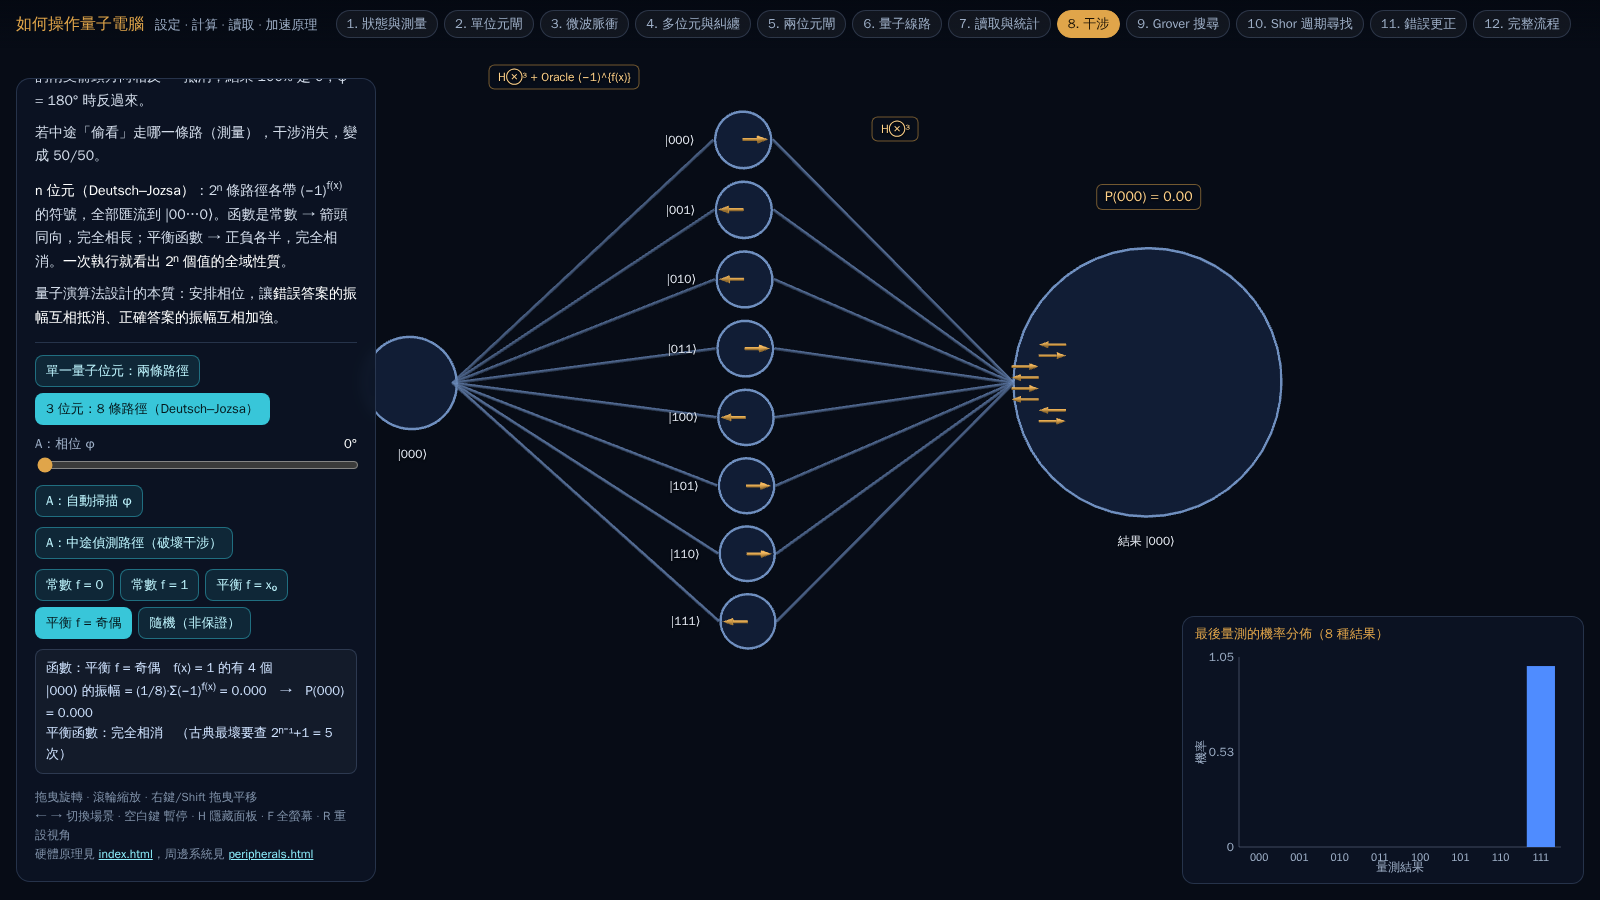 如何操作量子電腦 設定 · 計算 · 讀取 · 加速原理
1. 狀態與測量
2. 單位元閘
3. 微波脈衝
4. 多位元與糾纏
5. 兩位元閘
6. 量子線路
7. 讀取與統計
8. 干涉
9. Grover 搜尋
10. Shor 週期尋找
11. 錯誤更正
12. 完整流程
= 180° 時反過來。
若中途「偷看」走哪一條路（測量），干涉消失，變
成 50/50。
n 位元（Deutsch–Jozsa）：2ⁿ 條路徑各帶 (−1)^f(x)
的符號，全部匯流到 |00⋯0⟩。函數是常數 → 箭頭
同向，完全相長；平衡函數 → 正負各半，完全相
消。一次執行就看出 2ⁿ 個值的全域性質。
量子演算法設計的本質：安排相位，讓錯誤答案的振
幅互相抵消、正確答案的振幅互相加強。
單一量子位元：兩條路徑
3 位元：8 條路徑（Deutsch–Jozsa）
A：相位 φ 0°
A：自動掃描 φ
A：中途偵測路徑（破壞干涉）
常數 f = 0
常數 f = 1
平衡 f = x₀
平衡 f = 奇偶
隨機（非保證）
函數：平衡 f = 奇偶 f(x) = 1 的有 4 個
|000⟩ 的振幅 = (1/8)·Σ(−1)^f(x) = 0.000 → P(000)
= 0.000
平衡函數：完全相消 （古典最壞要查 2ⁿ⁻¹+1 = 5
次）
拖曳旋轉 · 滾輪縮放 · 右鍵/Shift 拖曳平移
← → 切換場景 · 空白鍵 暫停 · H 隱藏面板 · F 全螢幕 · R 重
設視角
硬體原理見 index.html，周邊系統見 peripherals.html
H⊗³ + Oracle (−1)^{f(x)}
H⊗³
P(000) = 0.00
|000⟩
|000⟩
|001⟩
|010⟩
|011⟩
|100⟩
|101⟩
|110⟩
|111⟩
結果 |000⟩
最後量測的機率分佈（8 種結果）
1.05
0.53
0
機率
000 001 010 011 100 101 110 111
量測結果